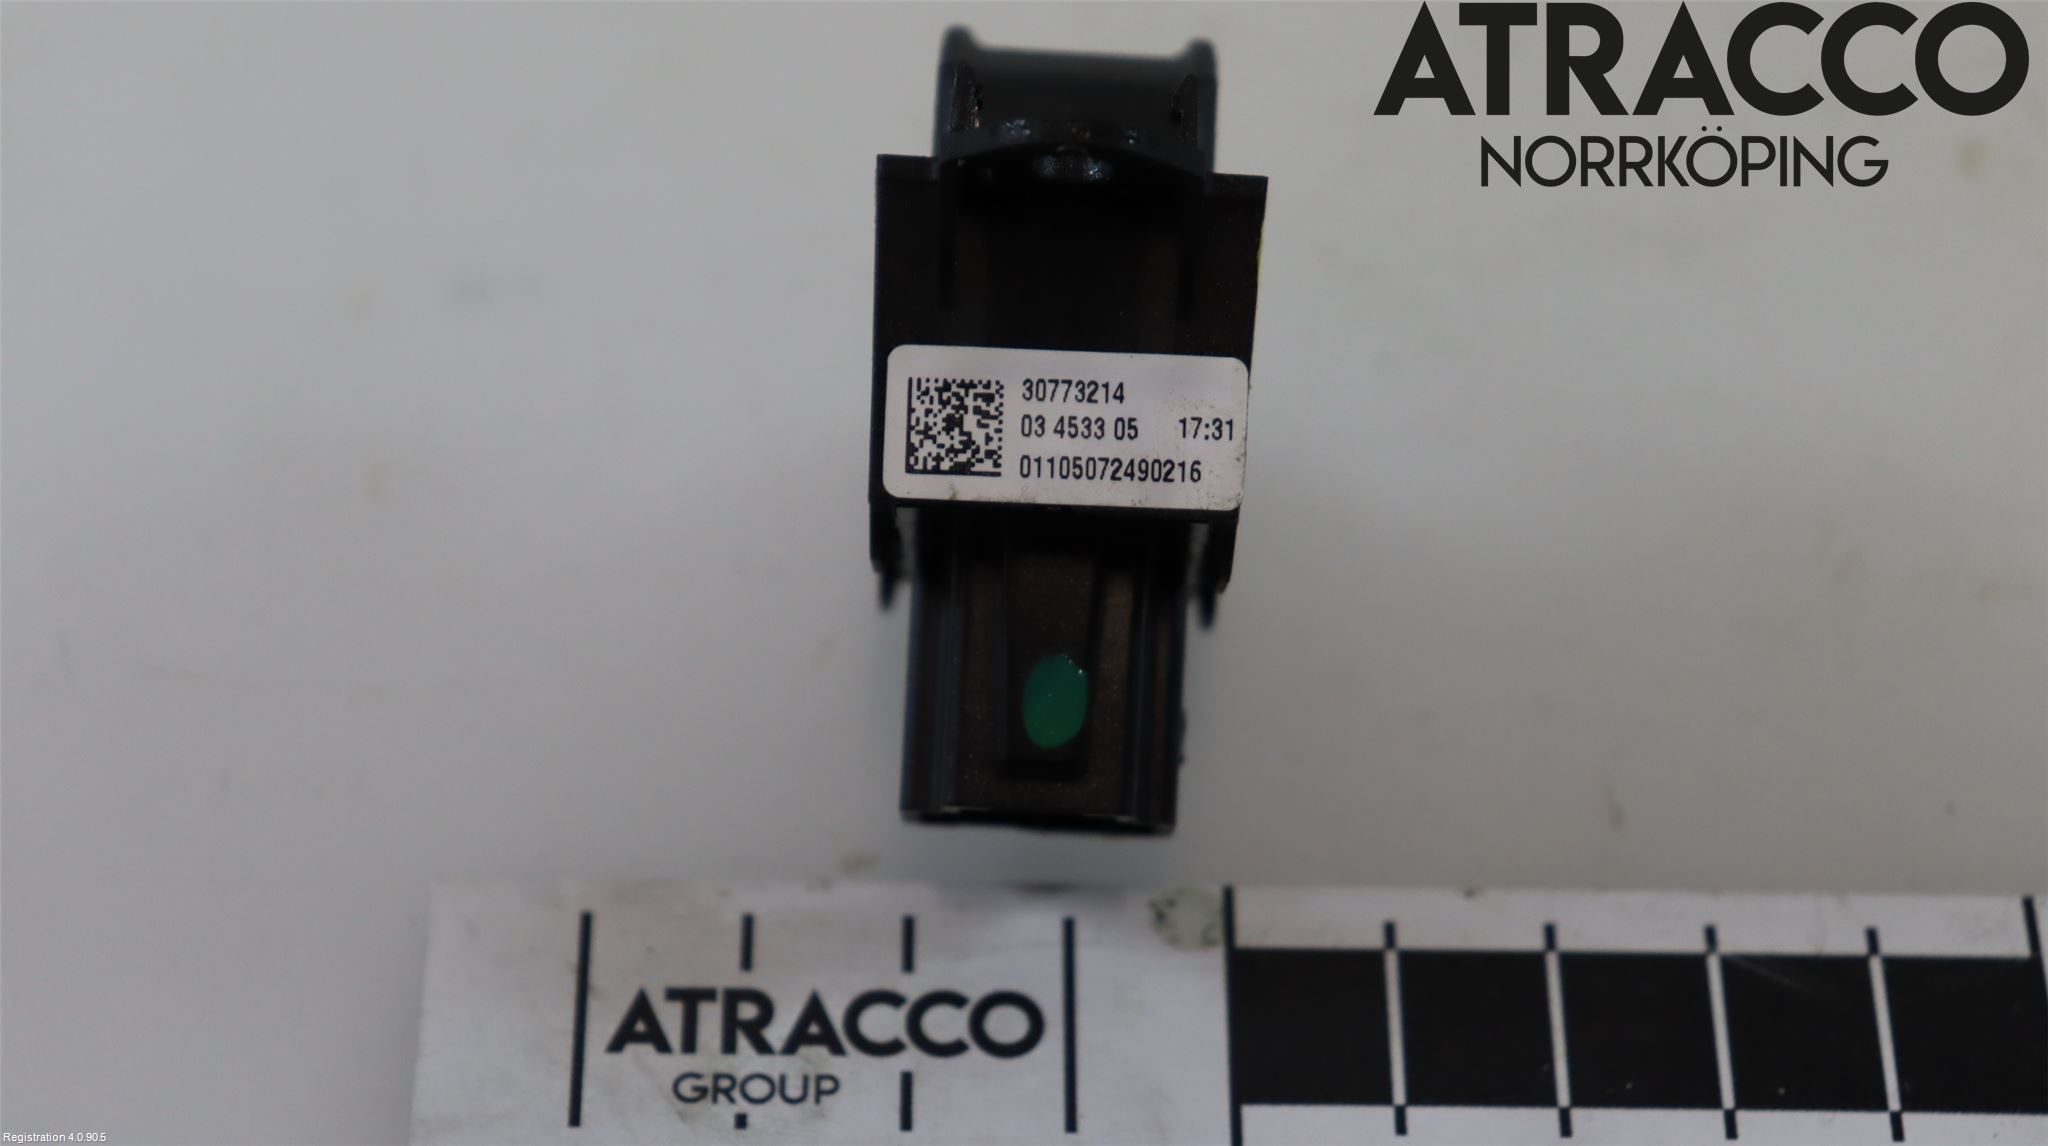 ATRACCO
NORRKÖPING
30773214
03 4533 05 17:31
01105072490216
ATRACCO
GROUP
Registration 4.0.90.5